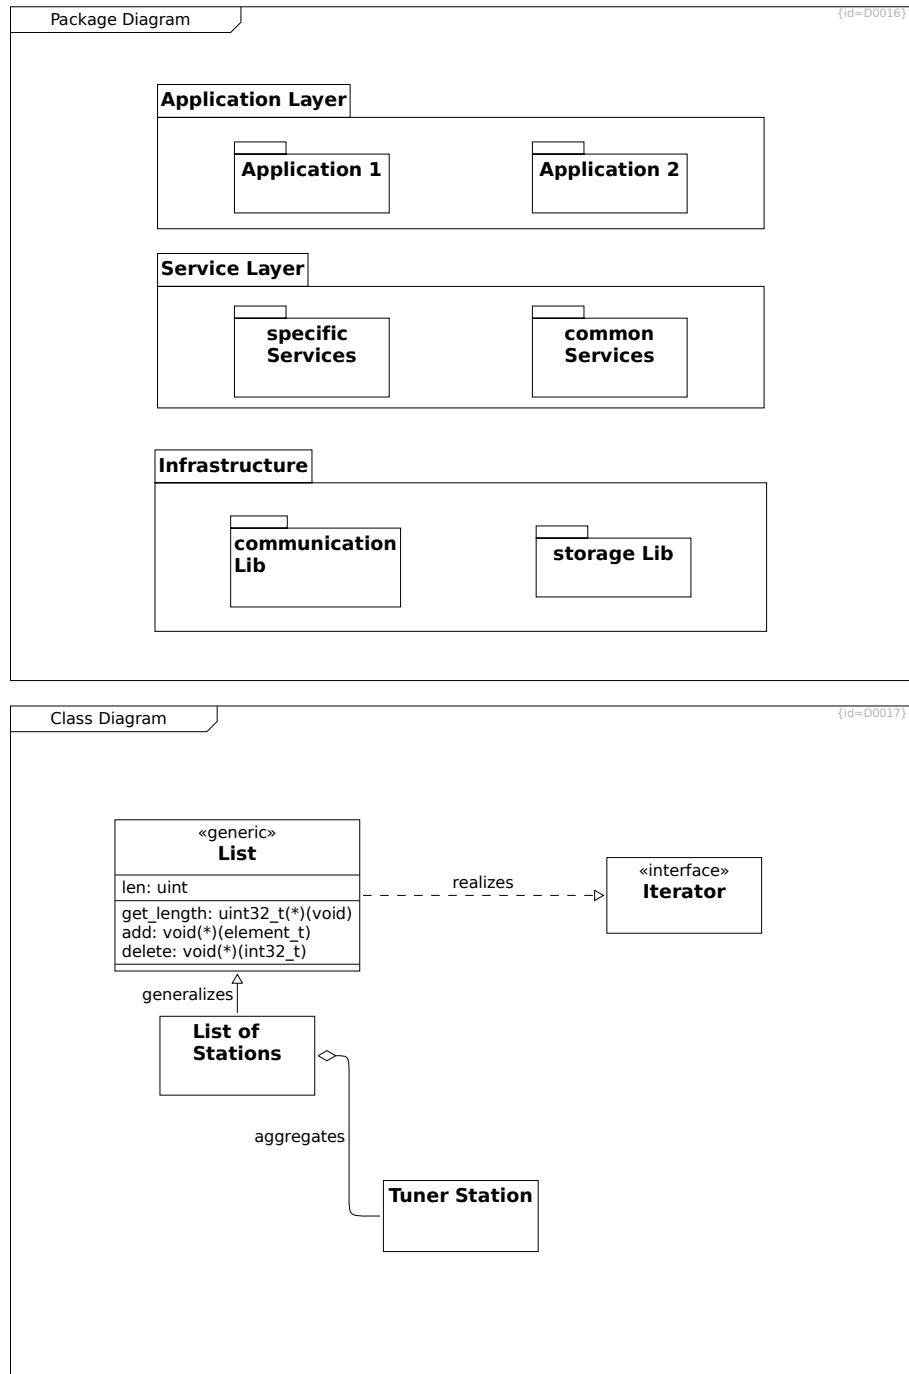 Package Diagram
{id=D0016}
Application Layer
Application 1
Application 2
Service Layer
specific
Services
common
Services
Infrastructure
communication
Lib
storage Lib
Class Diagram
{id=D0017}
«generic»
List
len: uint
get_length: uint32_t(*)(void)
add: void(*)(element_t)
delete: void(*)(int32_t)
realizes
«interface»
Iterator
generalizes
List of
Stations
aggregates
Tuner Station